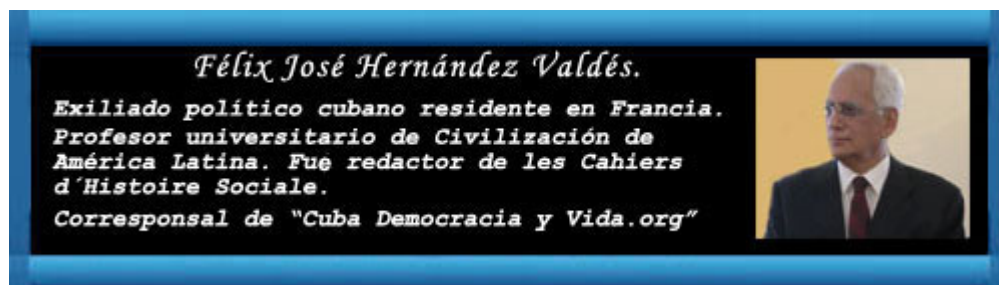 Félix José Hernández Valdés.
Exiliado político cubano residente en Francia.
Profesor universitario de Civilización de
América Latina. Fue redactor de les Cahiers
d´Histoire Sociale.
Corresponsal de “Cuba Democracia y Vida.org”